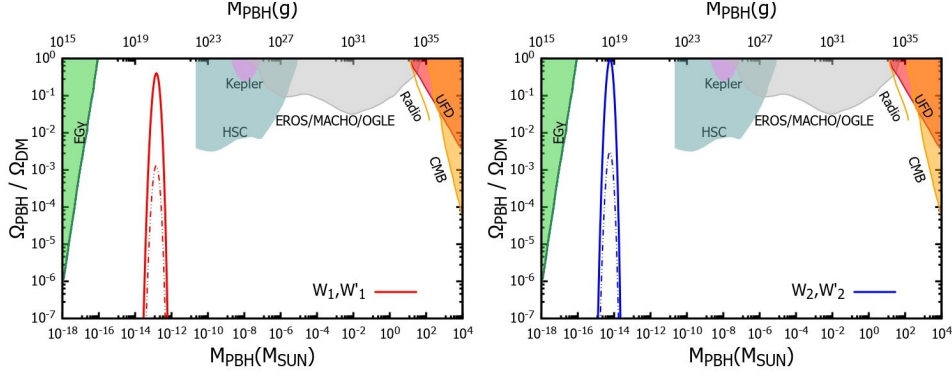 M_PBH(g)
10^15 10^19 10^23 10^27 10^31 10^35
10^0
10^-1
10^-2
10^-3
10^-4
10^-5
10^-6
10^-7
Ω_PBH / Ω_DM
EGγ
Kepler
HSC
EROS/MACHO/OGLE
Radio
UFD
CMB
W_1,W'_1
10^-18 10^-16 10^-14 10^-12 10^-10 10^-8 10^-6 10^-4 10^-2 10^0 10^2 10^4
M_PBH(M_SUN)
M_PBH(g)
10^15 10^19 10^23 10^27 10^31 10^35
10^0
10^-1
10^-2
10^-3
10^-4
10^-5
10^-6
10^-7
Ω_PBH / Ω_DM
EGγ
Kepler
HSC
EROS/MACHO/OGLE
Radio
UFD
CMB
W_2,W'_2
10^-18 10^-16 10^-14 10^-12 10^-10 10^-8 10^-6 10^-4 10^-2 10^0 10^2 10^4
M_PBH(M_SUN)